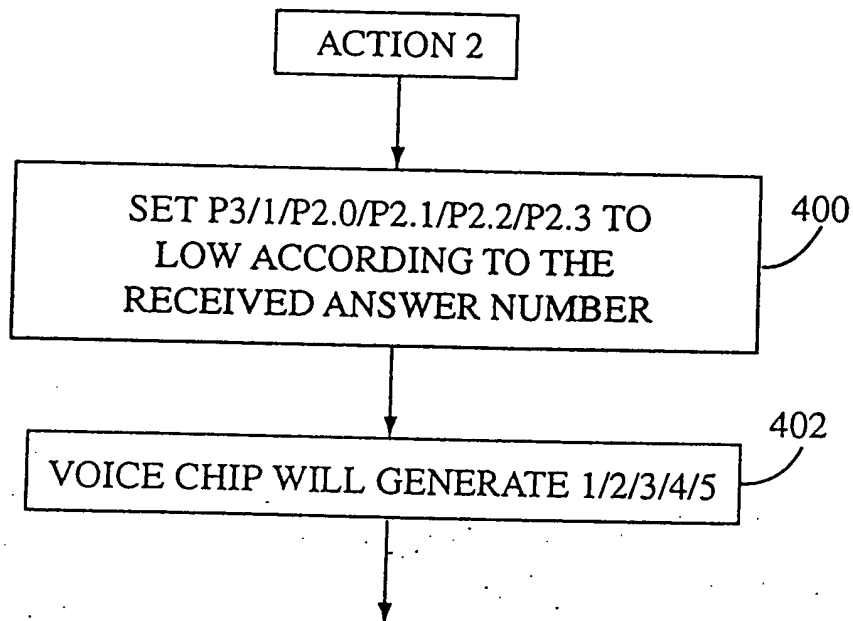 ACTION 2
SET P3/1/P2.0/P2.1/P2.2/P2.3 TO
LOW ACCORDING TO THE
RECEIVED ANSWER NUMBER
400
VOICE CHIP WILL GENERATE 1/2/3/4/5
402